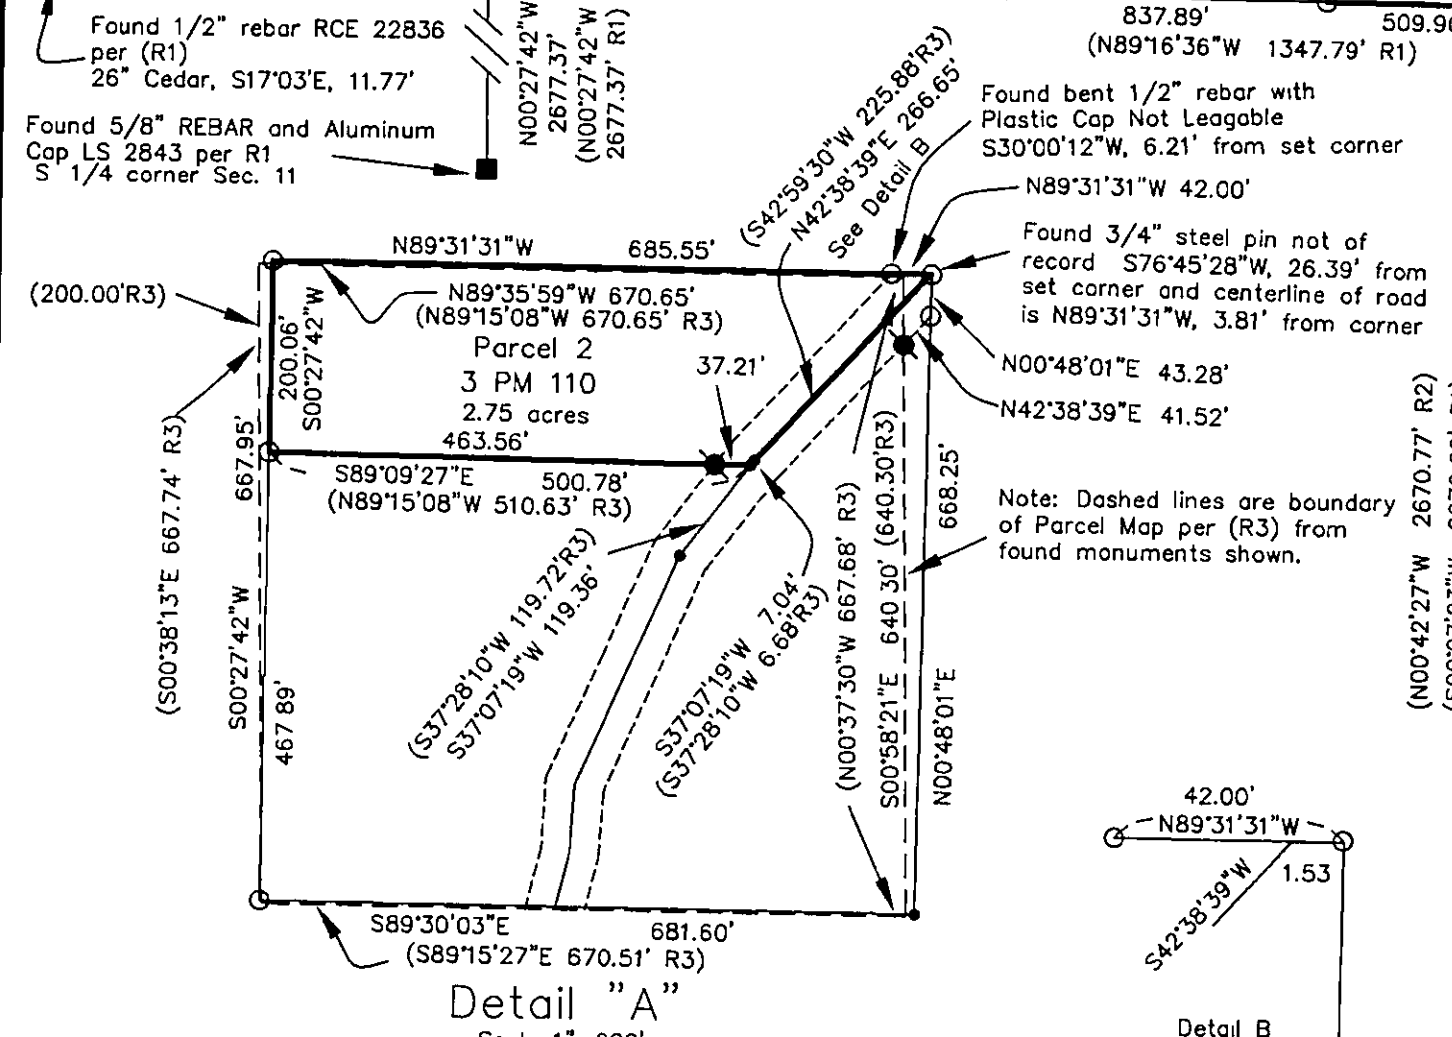 Found 1/2" rebar RCE 22836
per (R1)
26" Cedar, S17°03'E, 11.77'
Found 5/8" REBAR and Aluminum
Cap LS 2843 per R1
S 1/4 corner Sec. 11
N00°27'42"W
2677.37'
(N00°27'42"W
2677.37' R1)
837.89'
(N89°16'36"W 1347.79' R1)
Found bent 1/2" rebar with
Plastic Cap Not Leagable
S30°00'12"W, 6.21' from set corner
N89°31'31"W 42.00'
Found 3/4" steel pin not of
record S76°45'28"W, 26.39' from
set corner and centerline of road
is N89°31'31"W, 3.81' from corner
N00°48'01"E 43.28'
N42°38'39"E 41.52'
(S42°59'30"W 225.88'R3)
N42°38'39"E 266.65'
See Detail B
N89°31'31"W 685.55'
(200.00'R3)
N89°35'59"W 670.65'
(N89°15'08"W 670.65' R3)
200.06'
S00°27'42"W
Parcel 2
3 PM 110
2.75 acres
37.21'
463.56'
S89°09'27"E 500.78'
(N89°15'08"W 510.63' R3)
(S00°38'13"E 667.74' R3)
667.95'
S00°27'42"W
467 89'
(S37°28'10"W 119.72'R3)
S37°07'19"W 119.36'
S37°07'19"W 7.04'
(S37°28'10"W 6.68'R3)
(N00°37'30"W 667.68' R3)
S00°58'21"E 640 30' (640.30'R3)
668.25'
N00°48'01"E
Note: Dashed lines are boundary
of Parcel Map per (R3) from
found monuments shown.
(N00°42'27"W 2670.77' R2)
S89°30'03"E 681.60'
(S89°15'27"E 670.51' R3)
Detail "A"
42.00'
N89°31'31"W
1.53
S42°38'39"W
Detail B